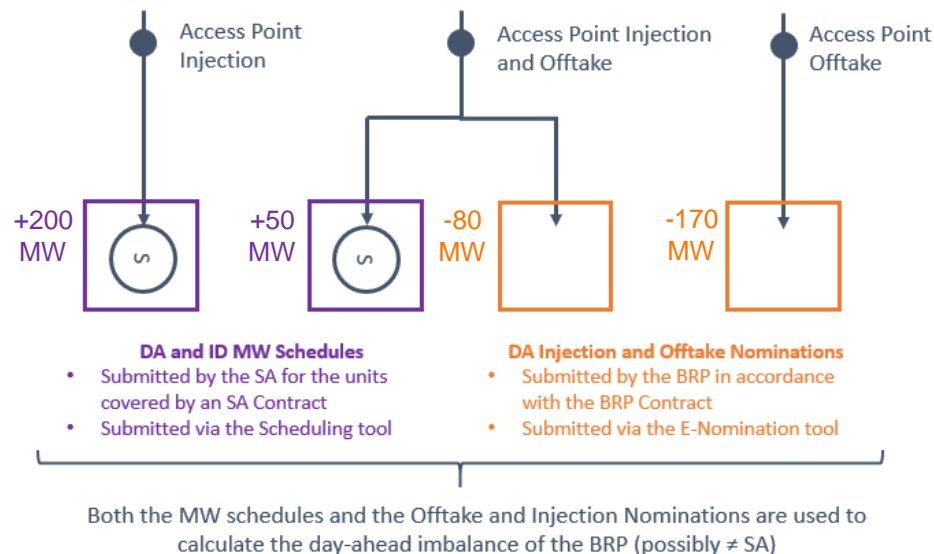 Access Point
Injection
Access Point Injection
and Offtake
Access Point
Offtake
+200
MW
+50
MW
-80
MW
-170
MW
S
S
DA and ID MW Schedules
• Submitted by the SA for the units
covered by an SA Contract
• Submitted via the Scheduling tool
DA Injection and Offtake Nominations
• Submitted by the BRP in accordance
with the BRP Contract
• Submitted via the E-Nomination tool
Both the MW schedules and the Offtake and Injection Nominations are used to
calculate the day-ahead imbalance of the BRP (possibly ≠ SA)